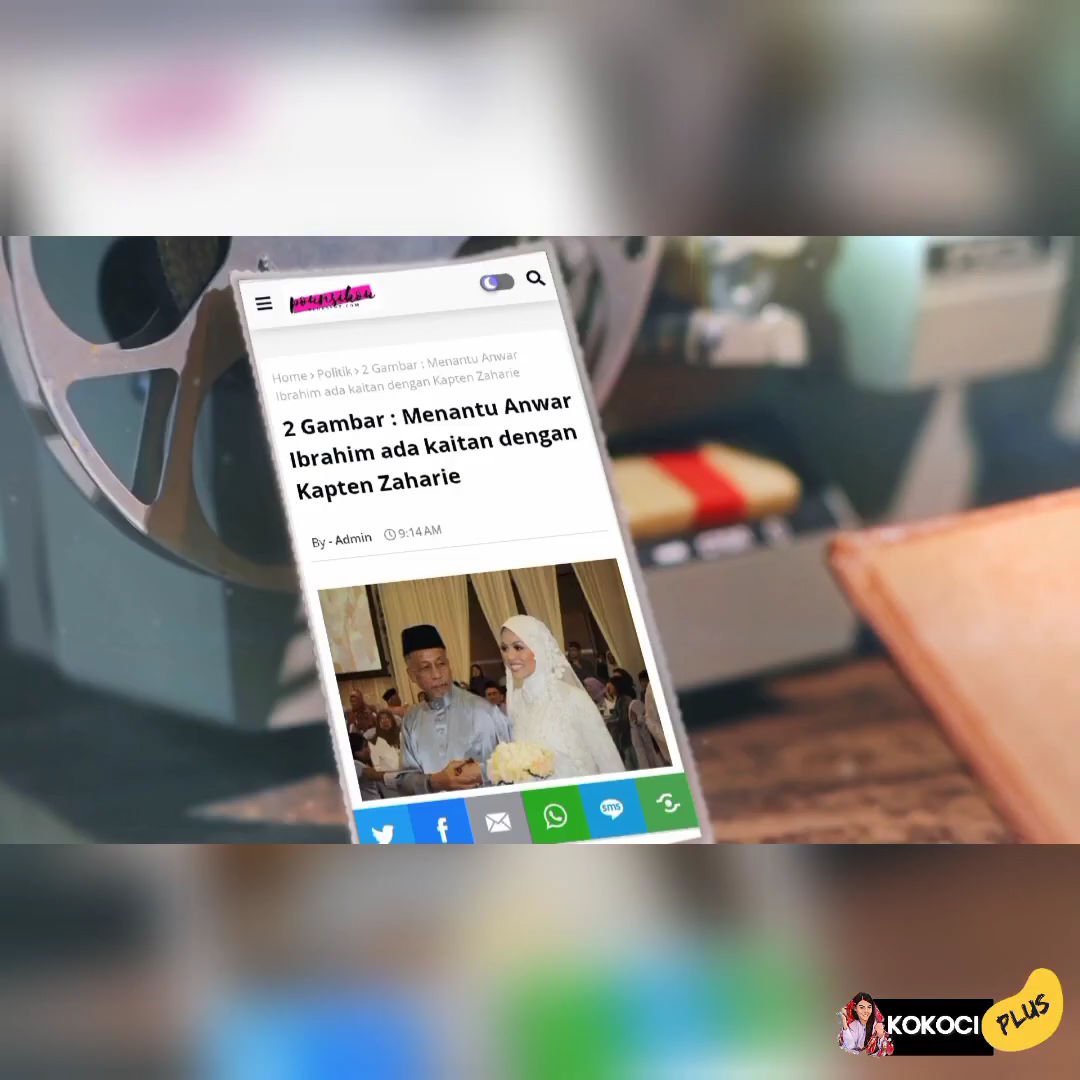 Home › Politik › 2 Gambar : Menantu Anwar
Ibrahim ada kaitan dengan Kapten Zaharie
2 Gambar : Menantu Anwar
Ibrahim ada kaitan dengan
Kapten Zaharie
By - Admin 9:14 AM
sms
KOKOCI PLUS